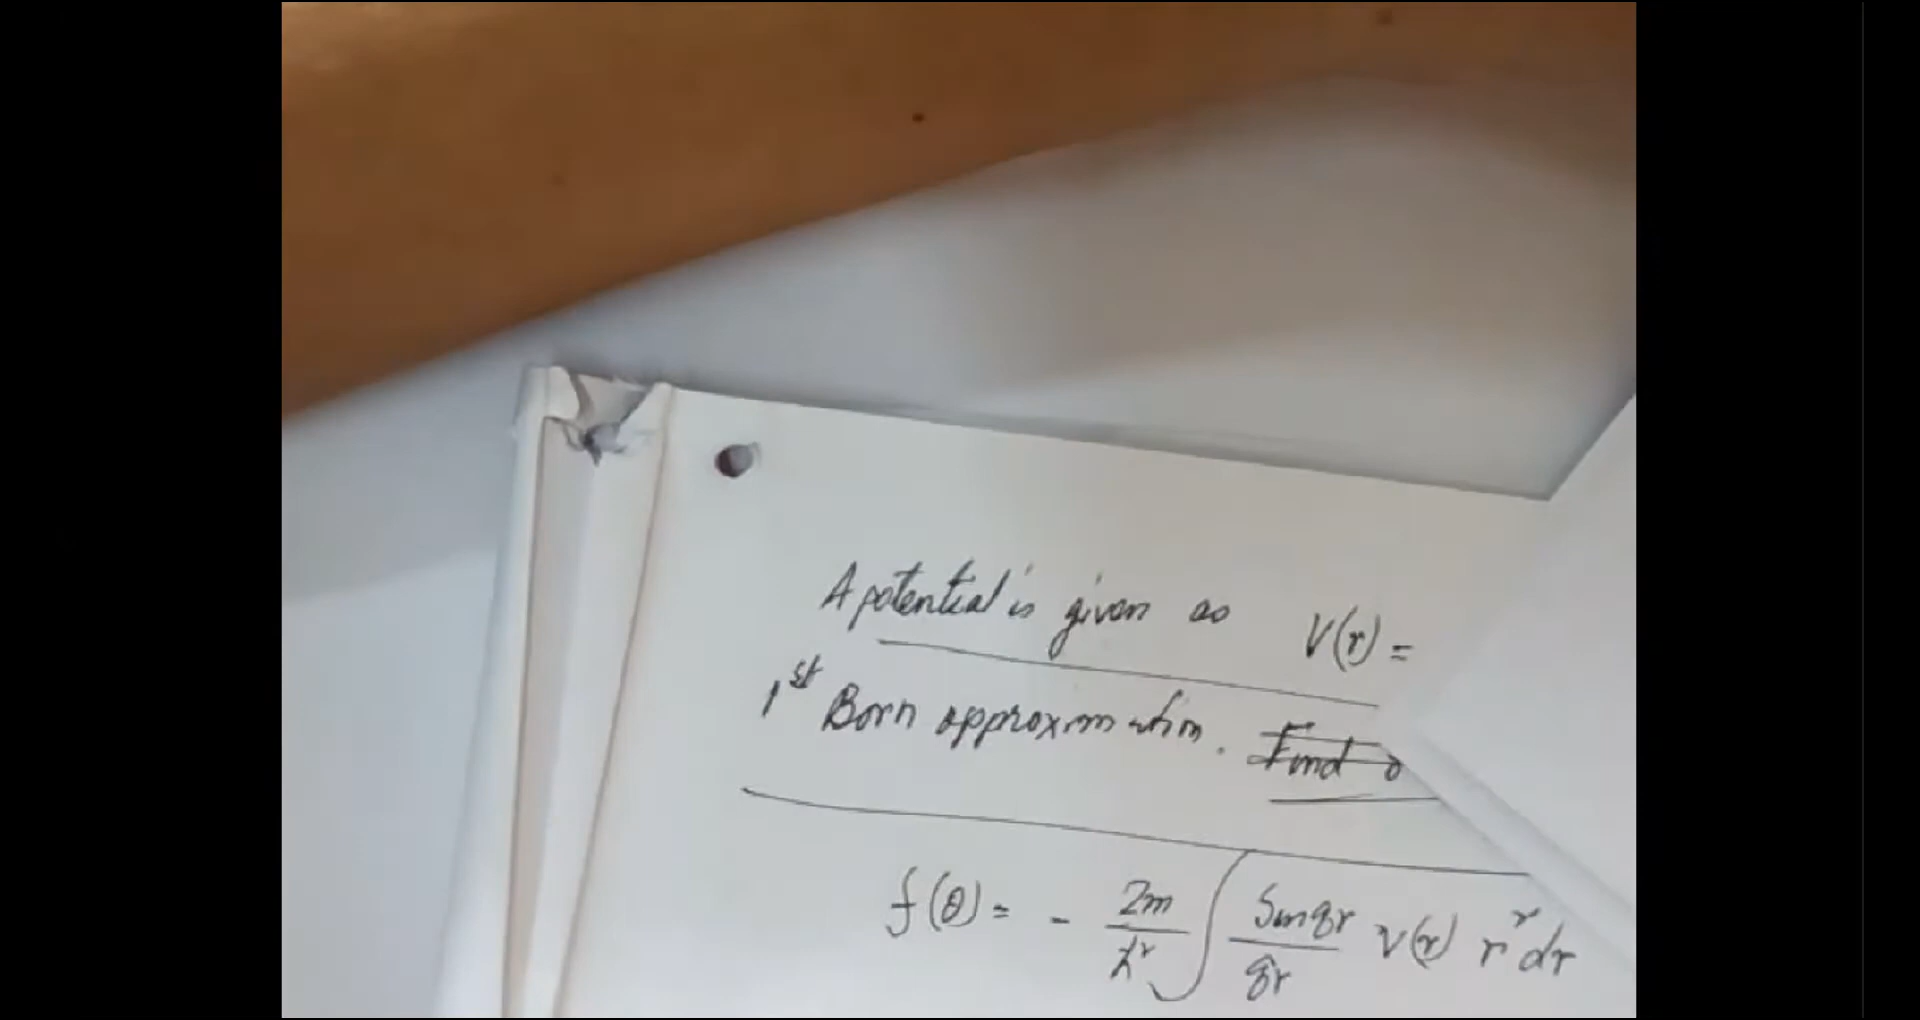 A potential is given as V(r) =
1st Born approximation. Find
f(θ) = - 2m/ħ² ∫ Sin qr/qr V(r) r² dr